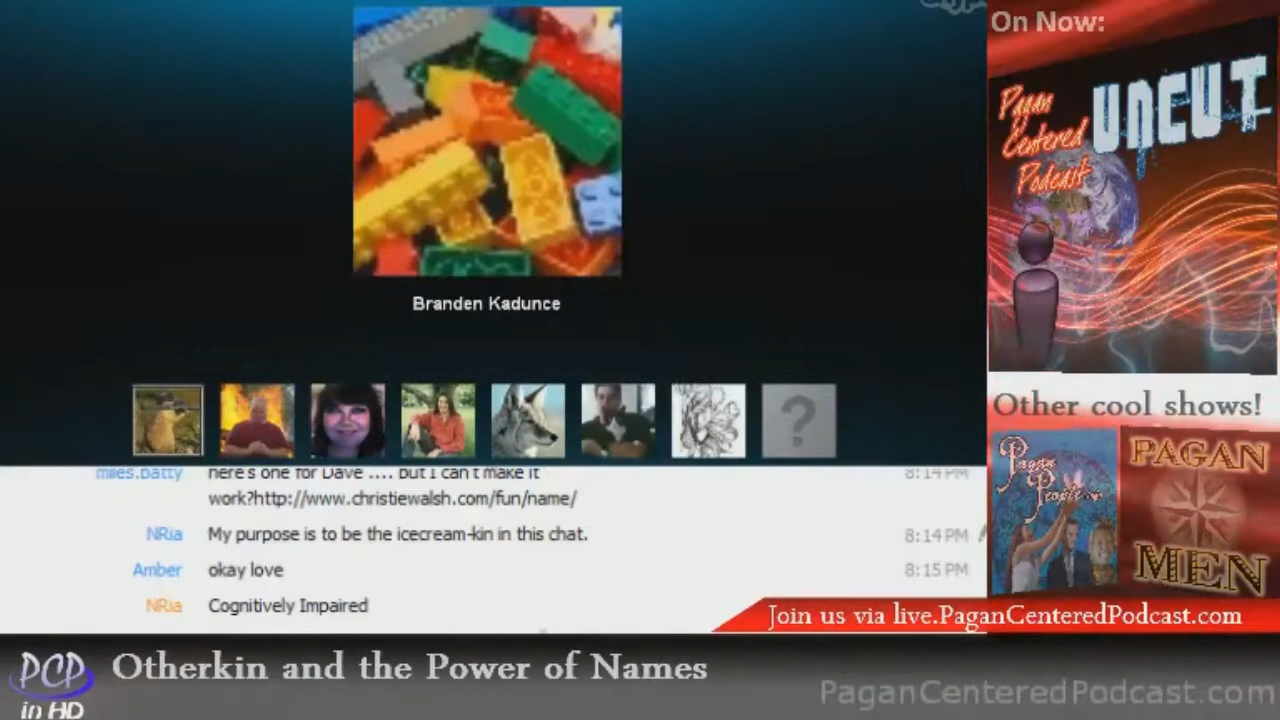 On Now:
Pagan
Centered
Podcast
UNCUT
Branden Kadunce
?
Other cool shows!
miles.batty here's one for Dave .... but I can't make it 8:14 PM
work?http://www.christiewalsh.com/fun/name/
NRia My purpose is to be the icecream-kin in this chat. 8:14 PM
Amber okay love 8:15 PM
NRia Cognitively Impaired
Pagan
People
PAGAN
MEN
Join us via live.PaganCenteredPodcast.com
PCP
in HD
Otherkin and the Power of Names
PaganCenteredPodcast.com